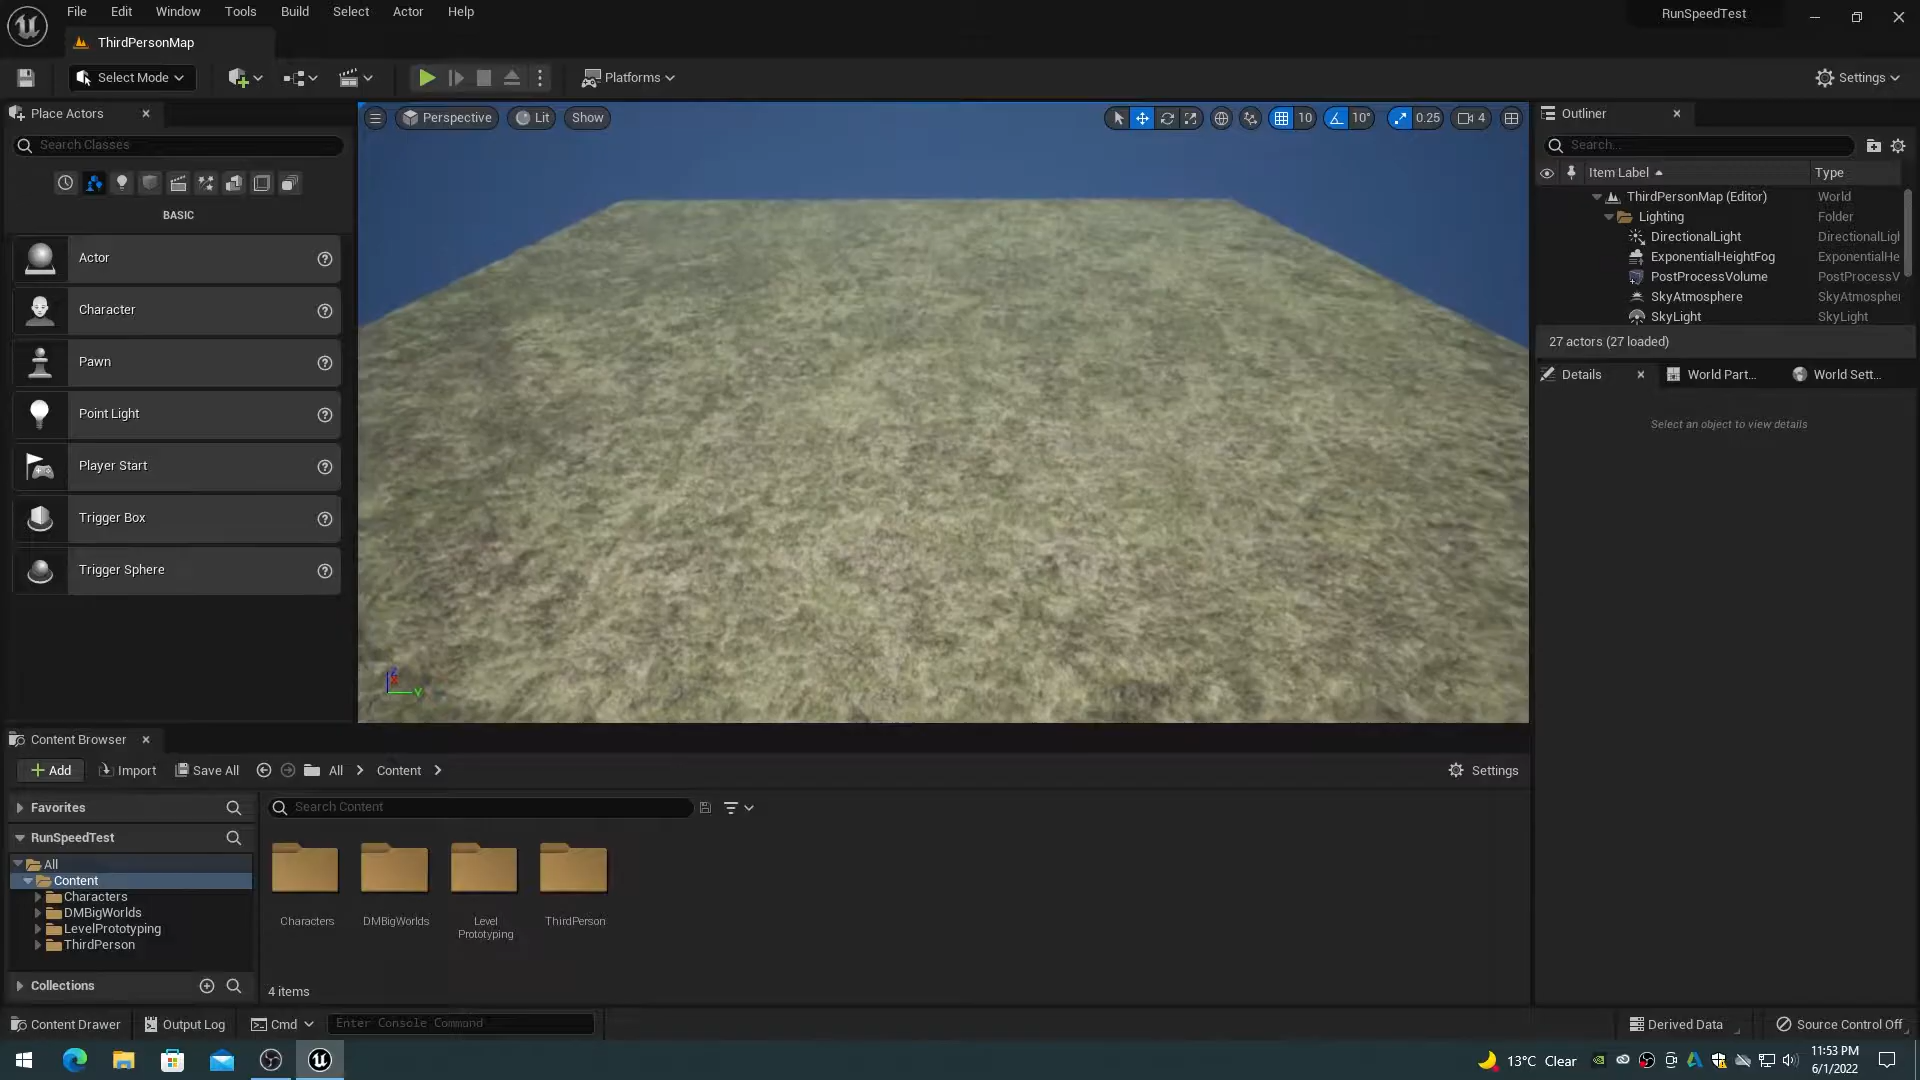 File Edit Window Tools Build Select Actor Help
RunSpeedTest
ThirdPersonMap
Select Mode
Platforms
Settings
Place Actors
Search Classes
BASIC
Actor
Character
Pawn
Point Light
Player Start
Trigger Box
Trigger Sphere
Perspective Lit Show
10 10° 0.25 4
Z
X
Y
Outliner
Search...
Item Label Type
ThirdPersonMap (Editor) World
Lighting Folder
DirectionalLight DirectionalLigl
ExponentialHeightFog ExponentialHe
PostProcessVolume PostProcessV
SkyAtmosphere SkyAtmospher
SkyLight SkyLight
27 actors (27 loaded)
Details World Part... World Sett...
Select an object to view details
Content Browser
Add Import Save All All Content Settings
Favorites
Search Content
RunSpeedTest
All
Content
Characters
DMBigWorlds
LevelPrototyping
ThirdPerson
Collections
Characters
DMBigWorlds
Level
Prototyping
ThirdPerson
4 items
Content Drawer Output Log Cmd Enter Console Command Derived Data Source Control Off
13°C Clear
11:53 PM
6/1/2022